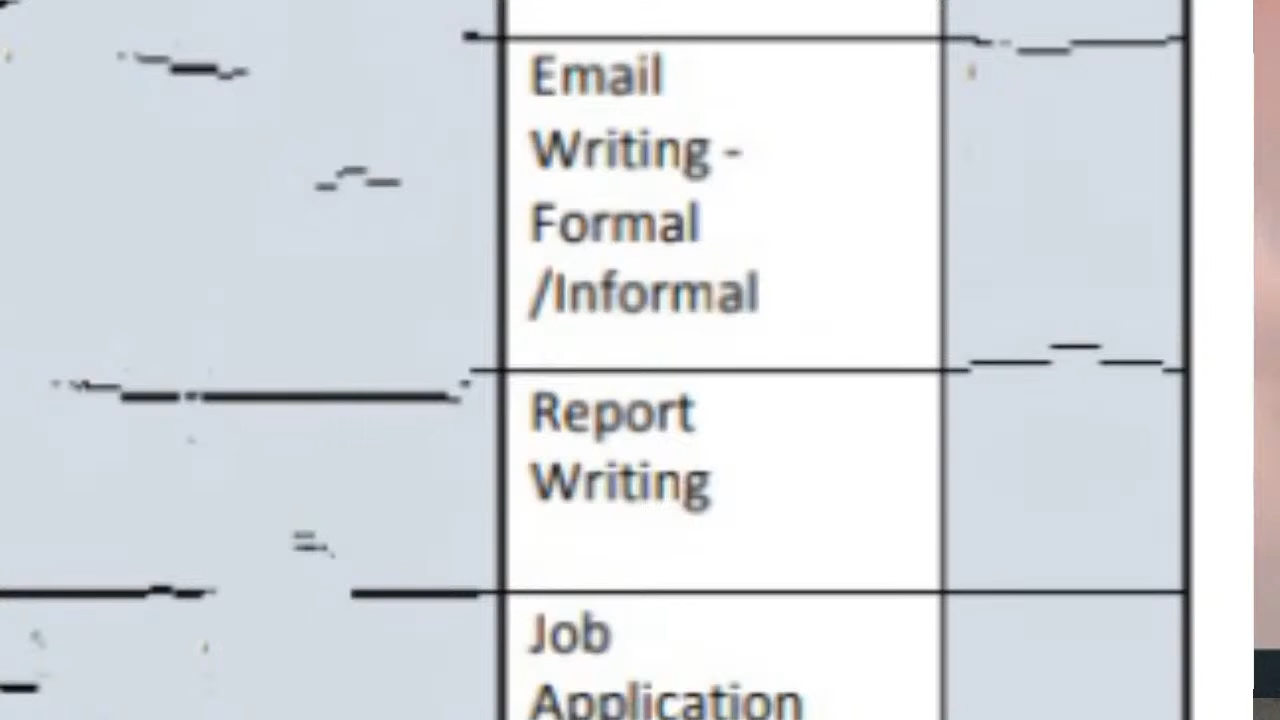 Email
Writing -
Formal
/Informal
Report
Writing
Job
Application